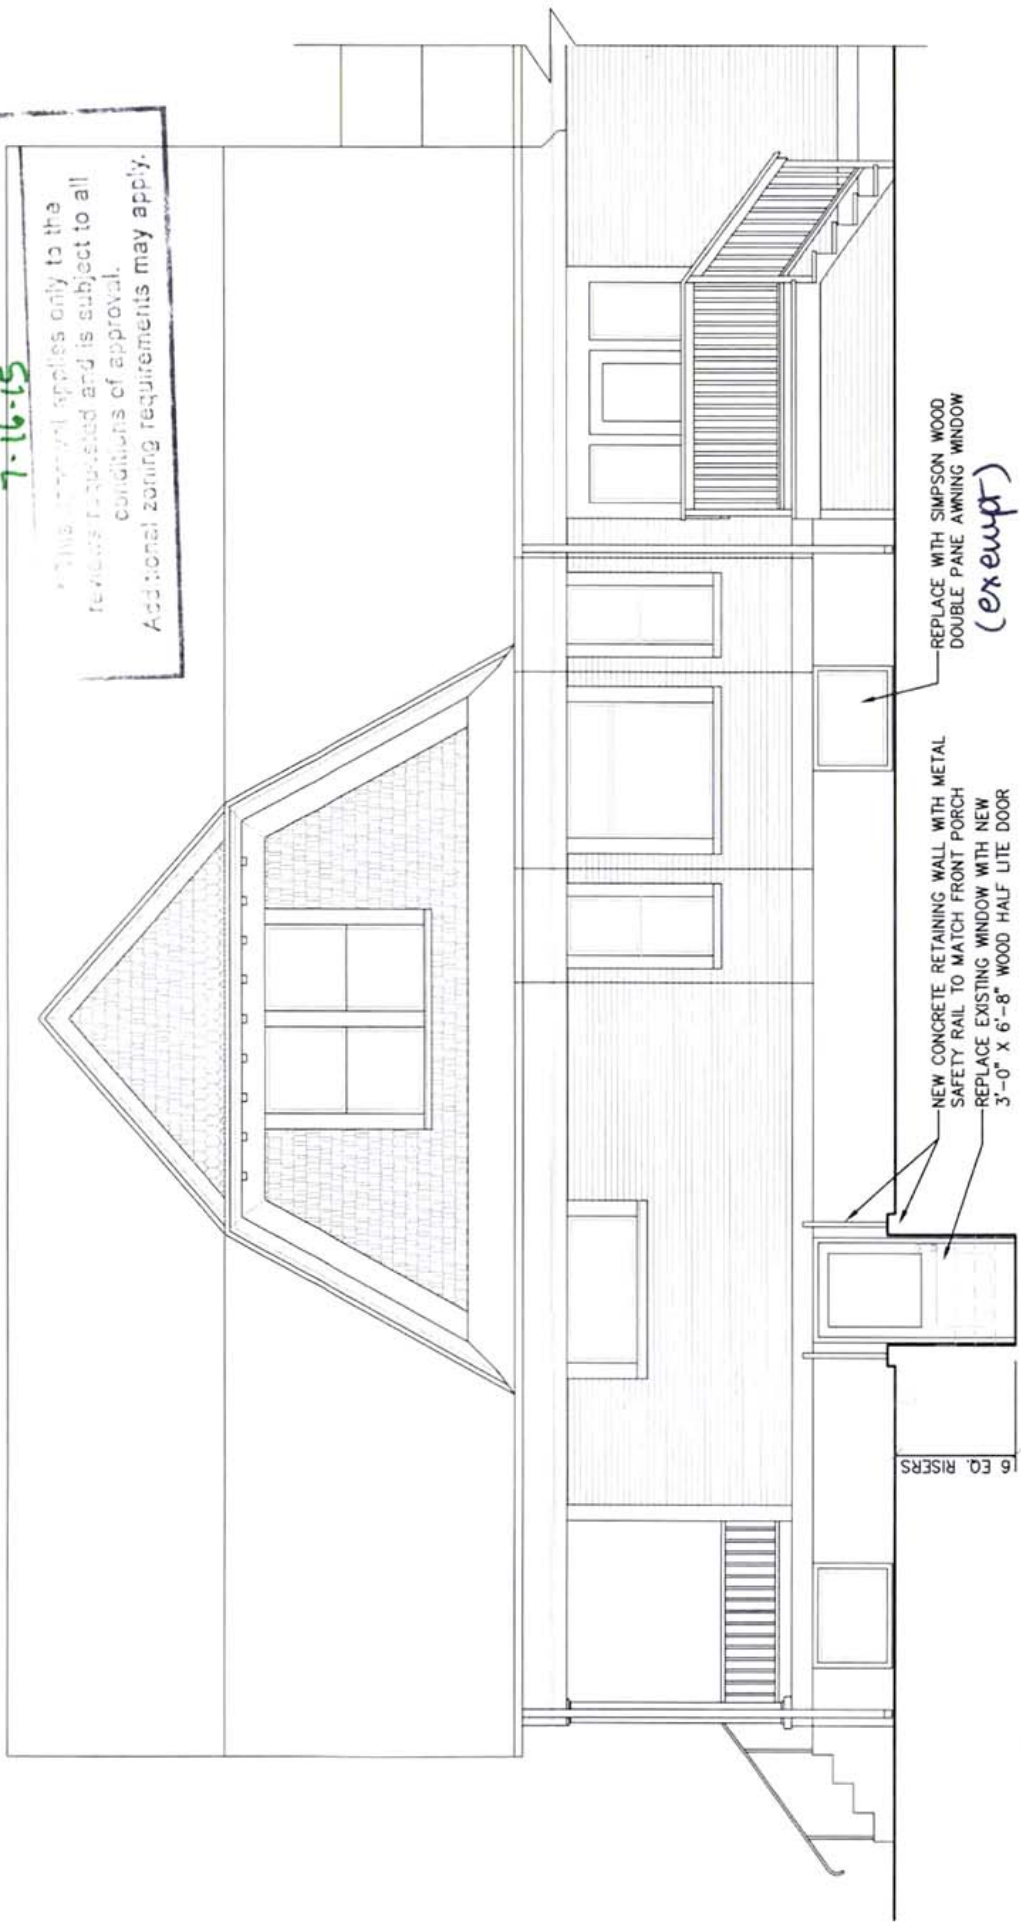 7-16-15
* This approval applies only to the
reviews requested and is subject to all
conditions of approval.
Additional zoning requirements may apply.
REPLACE WITH SIMPSON WOOD
DOUBLE PANE AWNING WINDOW
(exempt)
NEW CONCRETE RETAINING WALL WITH METAL
SAFETY RAIL TO MATCH FRONT PORCH
REPLACE EXISTING WINDOW WITH NEW
3'-0" X 6'-8" WOOD HALF LITE DOOR
6 EQ. RISERS